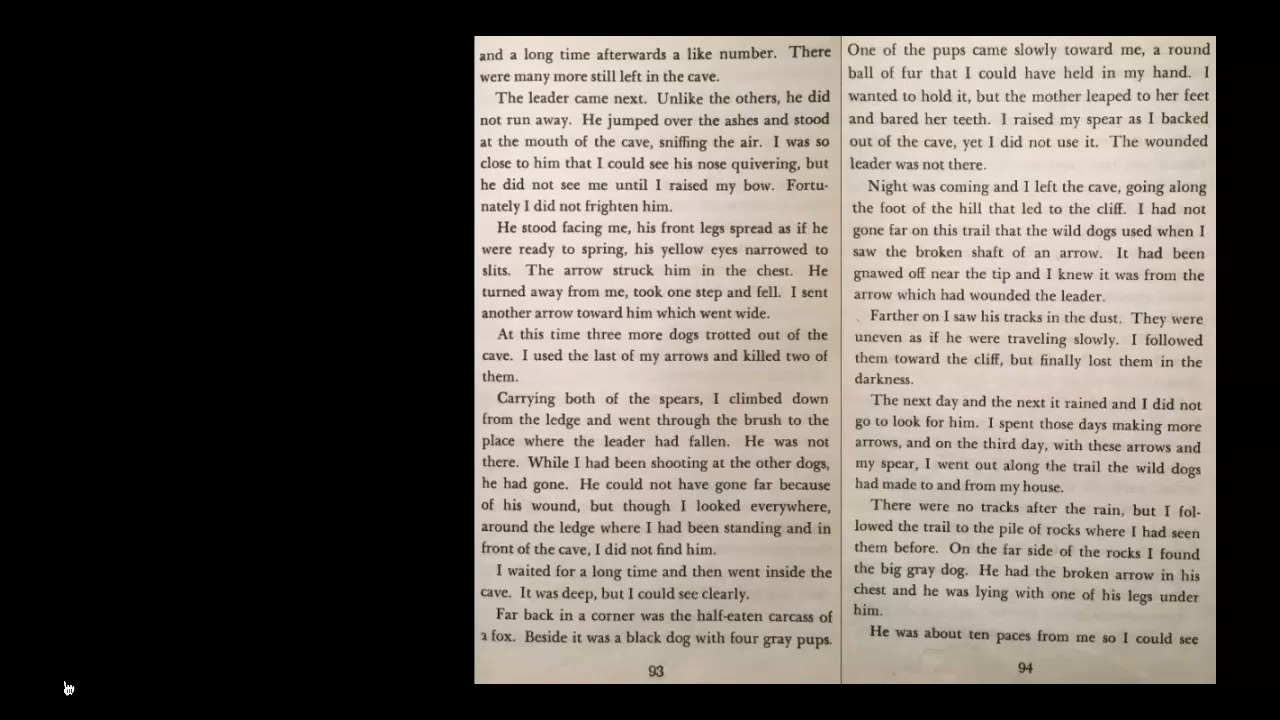 and a long time afterwards a like number. There
were many more still left in the cave.
The leader came next. Unlike the others, he did
not run away. He jumped over the ashes and stood
at the mouth of the cave, sniffing the air. I was so
close to him that I could see his nose quivering, but
he did not see me until I raised my bow. Fortu-
nately I did not frighten him.
He stood facing me, his front legs spread as if he
were ready to spring, his yellow eyes narrowed to
slits. The arrow struck him in the chest. He
turned away from me, took one step and fell. I sent
another arrow toward him which went wide.
At this time three more dogs trotted out of the
cave. I used the last of my arrows and killed two of
them.
Carrying both of the spears, I climbed down
from the ledge and went through the brush to the
place where the leader had fallen. He was not
there. While I had been shooting at the other dogs,
he had gone. He could not have gone far because
of his wound, but though I looked everywhere,
around the ledge where I had been standing and in
front of the cave, I did not find him.
I waited for a long time and then went inside the
cave. It was deep, but I could see clearly.
Far back in a corner was the half-eaten carcass of
a fox. Beside it was a black dog with four gray pups.
93
One of the pups came slowly toward me, a round
ball of fur that I could have held in my hand. I
wanted to hold it, but the mother leaped to her feet
and bared her teeth. I raised my spear as I backed
out of the cave, yet I did not use it. The wounded
leader was not there.
Night was coming and I left the cave, going along
the foot of the hill that led to the cliff. I had not
gone far on this trail that the wild dogs used when I
saw the broken shaft of an arrow. It had been
gnawed off near the tip and I knew it was from the
arrow which had wounded the leader.
Farther on I saw his tracks in the dust. They were
uneven as if he were traveling slowly. I followed
them toward the cliff, but finally lost them in the
darkness.
The next day and the next it rained and I did not
go to look for him. I spent those days making more
arrows, and on the third day, with these arrows and
my spear, I went out along the trail the wild dogs
had made to and from my house.
There were no tracks after the rain, but I fol-
lowed the trail to the pile of rocks where I had seen
them before. On the far side of the rocks I found
the big gray dog. He had the broken arrow in his
chest and he was lying with one of his legs under
him.
He was about ten paces from me so I could see
94